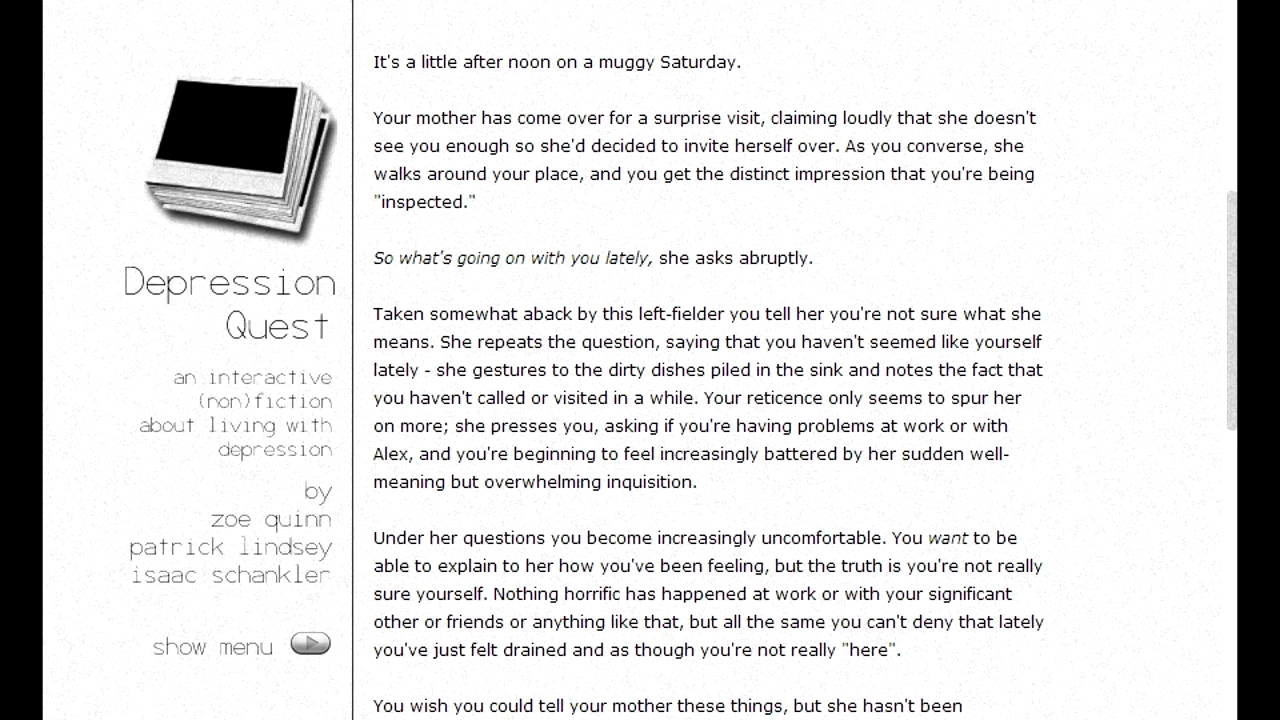 Depression
Quest
an interactive
(non)fiction
about living with
depression
by
zoe quinn
patrick lindsey
isaac schankler
show menu
It's a little after noon on a muggy Saturday.
Your mother has come over for a surprise visit, claiming loudly that she doesn't
see you enough so she'd decided to invite herself over. As you converse, she
walks around your place, and you get the distinct impression that you're being
"inspected."
So what's going on with you lately, she asks abruptly.
Taken somewhat aback by this left-fielder you tell her you're not sure what she
means. She repeats the question, saying that you haven't seemed like yourself
lately - she gestures to the dirty dishes piled in the sink and notes the fact that
you haven't called or visited in a while. Your reticence only seems to spur her
on more; she presses you, asking if you're having problems at work or with
Alex, and you're beginning to feel increasingly battered by her sudden well-
meaning but overwhelming inquisition.
Under her questions you become increasingly uncomfortable. You want to be
able to explain to her how you've been feeling, but the truth is you're not really
sure yourself. Nothing horrific has happened at work or with your significant
other or friends or anything like that, but all the same you can't deny that lately
you've just felt drained and as though you're not really "here".
You wish you could tell your mother these things, but she hasn't been